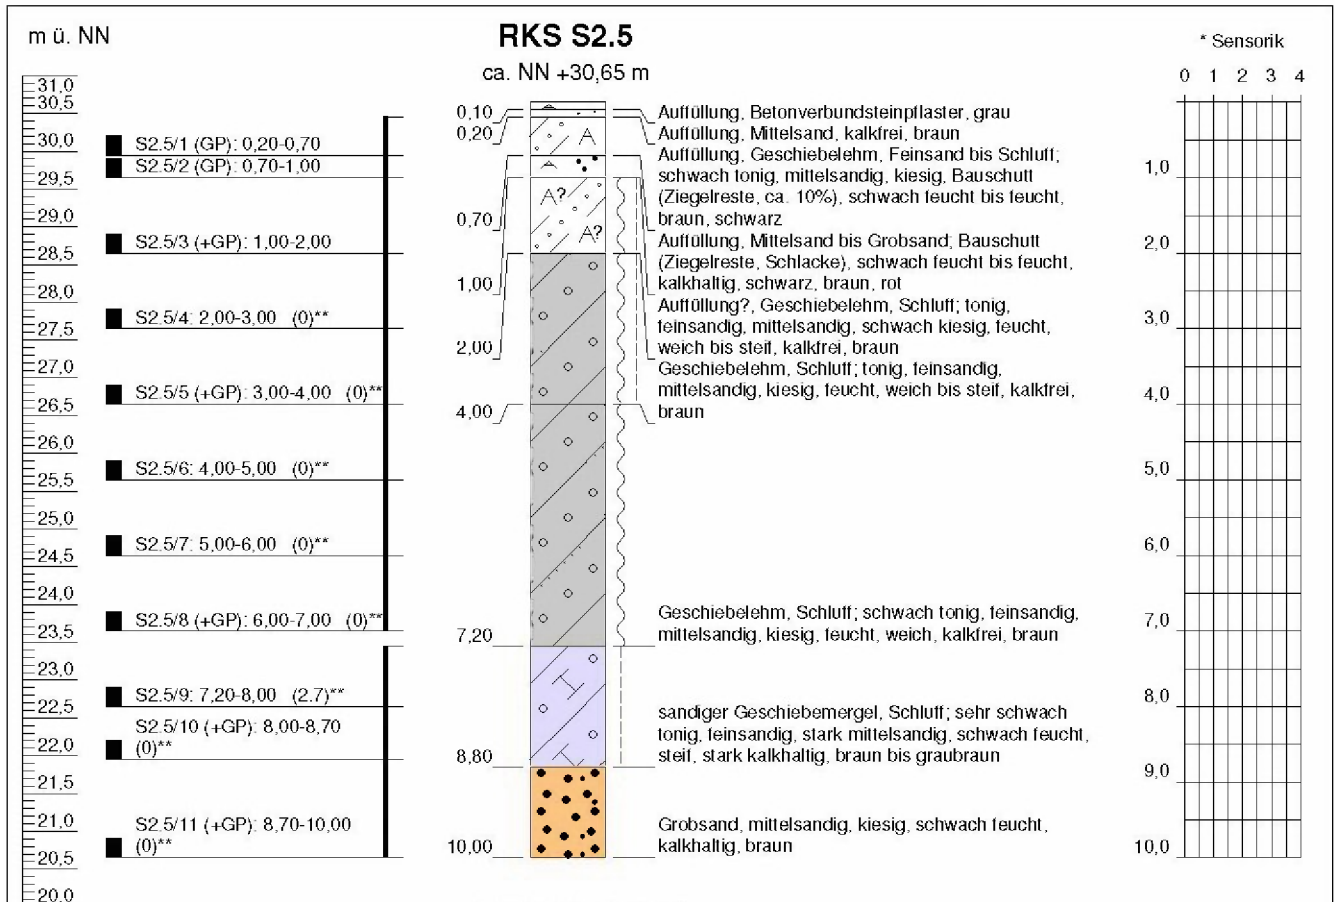 m ü. NN
RKS S2.5
ca. NN +30,65 m
* Sensorik
0 1 2 3 4
31,0
30,5
30,0
29,5
29,0
28,5
28,0
27,5
27,0
26,5
26,0
25,5
25,0
24,5
24,0
23,5
23,0
22,5
22,0
21,5
21,0
20,5
20,0
S2.5/1 (GP): 0,20-0,70
S2.5/2 (GP): 0,70-1,00
S2.5/3 (+GP): 1,00-2,00
S2.5/4: 2,00-3,00 (0)**
S2.5/5 (+GP): 3,00-4,00 (0)**
S2.5/6: 4,00-5,00 (0)**
S2.5/7: 5,00-6,00 (0)**
S2.5/8 (+GP): 6,00-7,00 (0)**
S2.5/9: 7,20-8,00 (2.7)**
S2.5/10 (+GP): 8,00-8,70
(0)**
S2.5/11 (+GP): 8,70-10,00
(0)**
0,10
0,20
0,70
1,00
2,00
4,00
7,20
8,80
10,00
A
A?
A?
Auffüllung, Betonverbundsteinpflaster, grau
Auffüllung, Mittelsand, kalkfrei, braun
Auffüllung, Geschiebelehm, Feinsand bis Schluff;
schwach tonig, mittelsandig, kiesig, Bauschutt
(Ziegelreste, ca. 10%), schwach feucht bis feucht,
braun, schwarz
Auffüllung, Mittelsand bis Grobsand; Bauschutt
(Ziegelreste, Schlacke), schwach feucht bis feucht,
kalkhaltig, schwarz, braun, rot
Auffüllung?, Geschiebelehm, Schluff; tonig,
feinsandig, mittelsandig, schwach kiesig, feucht,
weich bis steif, kalkfrei, braun
Geschiebelehm, Schluff; tonig, feinsandig,
mittelsandig, kiesig, feucht, weich bis steif, kalkfrei,
braun
Geschiebelehm, Schluff; schwach tonig, feinsandig,
mittelsandig, kiesig, feucht, weich, kalkfrei, braun
sandiger Geschiebemergel, Schluff; sehr schwach
tonig, feinsandig, stark mittelsandig, schwach feucht,
steif, stark kalkhaltig, braun bis graubraun
Grobsand, mittelsandig, kiesig, schwach feucht,
kalkhaltig, braun
1,0
2,0
3,0
4,0
5,0
6,0
7,0
8,0
9,0
10,0